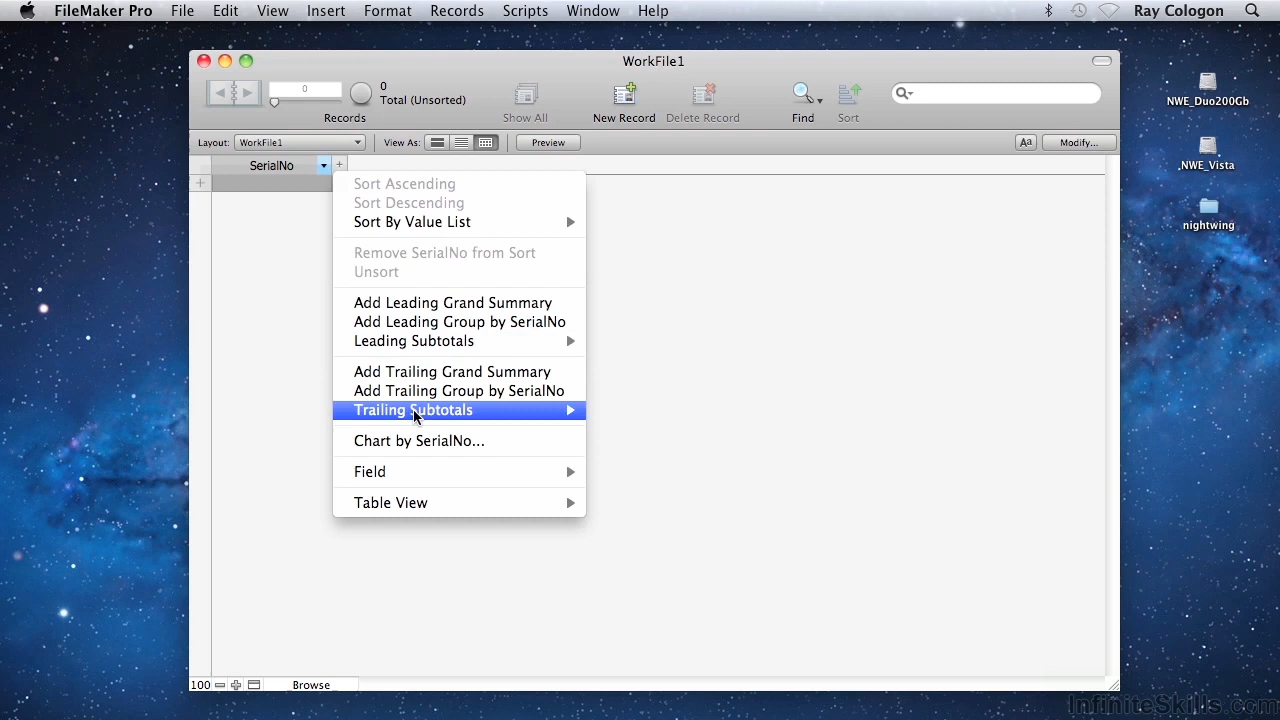 FileMaker Pro File Edit View Insert Format Records Scripts Window Help Ray Cologon
WorkFile1
0
0
Total (Unsorted)
Records Show All New Record Delete Record Find Sort
Layout: WorkFile1 View As: Preview Aa Modify...
SerialNo +
+
Sort Ascending
Sort Descending
Sort By Value List
Remove SerialNo from Sort
Unsort
Add Leading Grand Summary
Add Leading Group by SerialNo
Leading Subtotals
Add Trailing Grand Summary
Add Trailing Group by SerialNo
Trailing Subtotals
Chart by SerialNo...
Field
Table View
100 Browse
NWE_Duo200Gb
.NWE_Vista
nightwing
InfiniteSkills.com